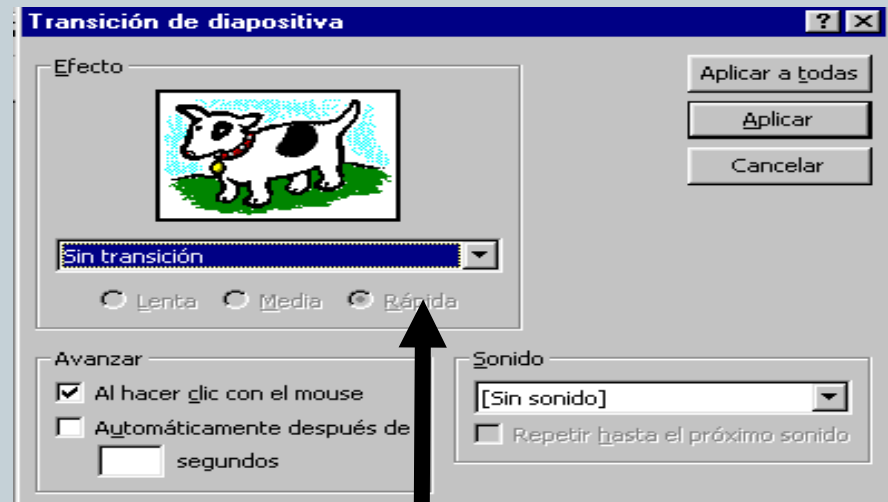 Transición de diapositiva
Efecto
Aplicar a todas
Aplicar
Cancelar
Sin transición
Lenta Media Rápida
Avanzar
Al hacer clic con el mouse
Automáticamente después de
segundos
Sonido
[Sin sonido]
Repetir hasta el próximo sonido